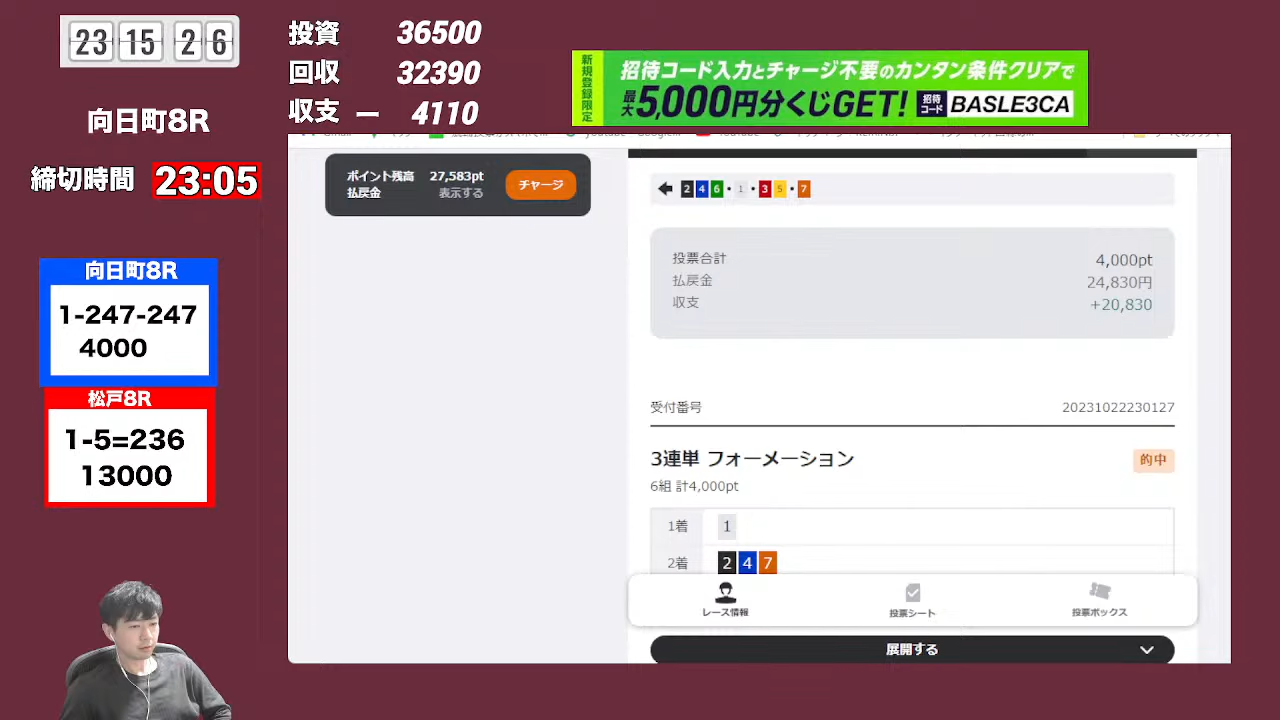 23 15 26
向日町8R
締切時間 23:05
向日町8R
1-247-247
4000
松戸8R
1-5=236
13000
投資 36500
回収 32390
収支 － 4110
新規登録限定
招待コード入力とチャージ不要のカンタン条件クリアで
最大5,000円分くじGET! 招待コード BASLE3CA
ポイント残高 27,583pt
払戻金 表示する
チャージ
2 4 6・1・3 5・7
投票合計 4,000pt
払戻金 24,830円
収支 +20,830
受付番号 20231022230127
3連単 フォーメーション 的中
6組 計4,000pt
1着 1
2着 2 4 7
レース情報 投票シート 投票ボックス
展開する